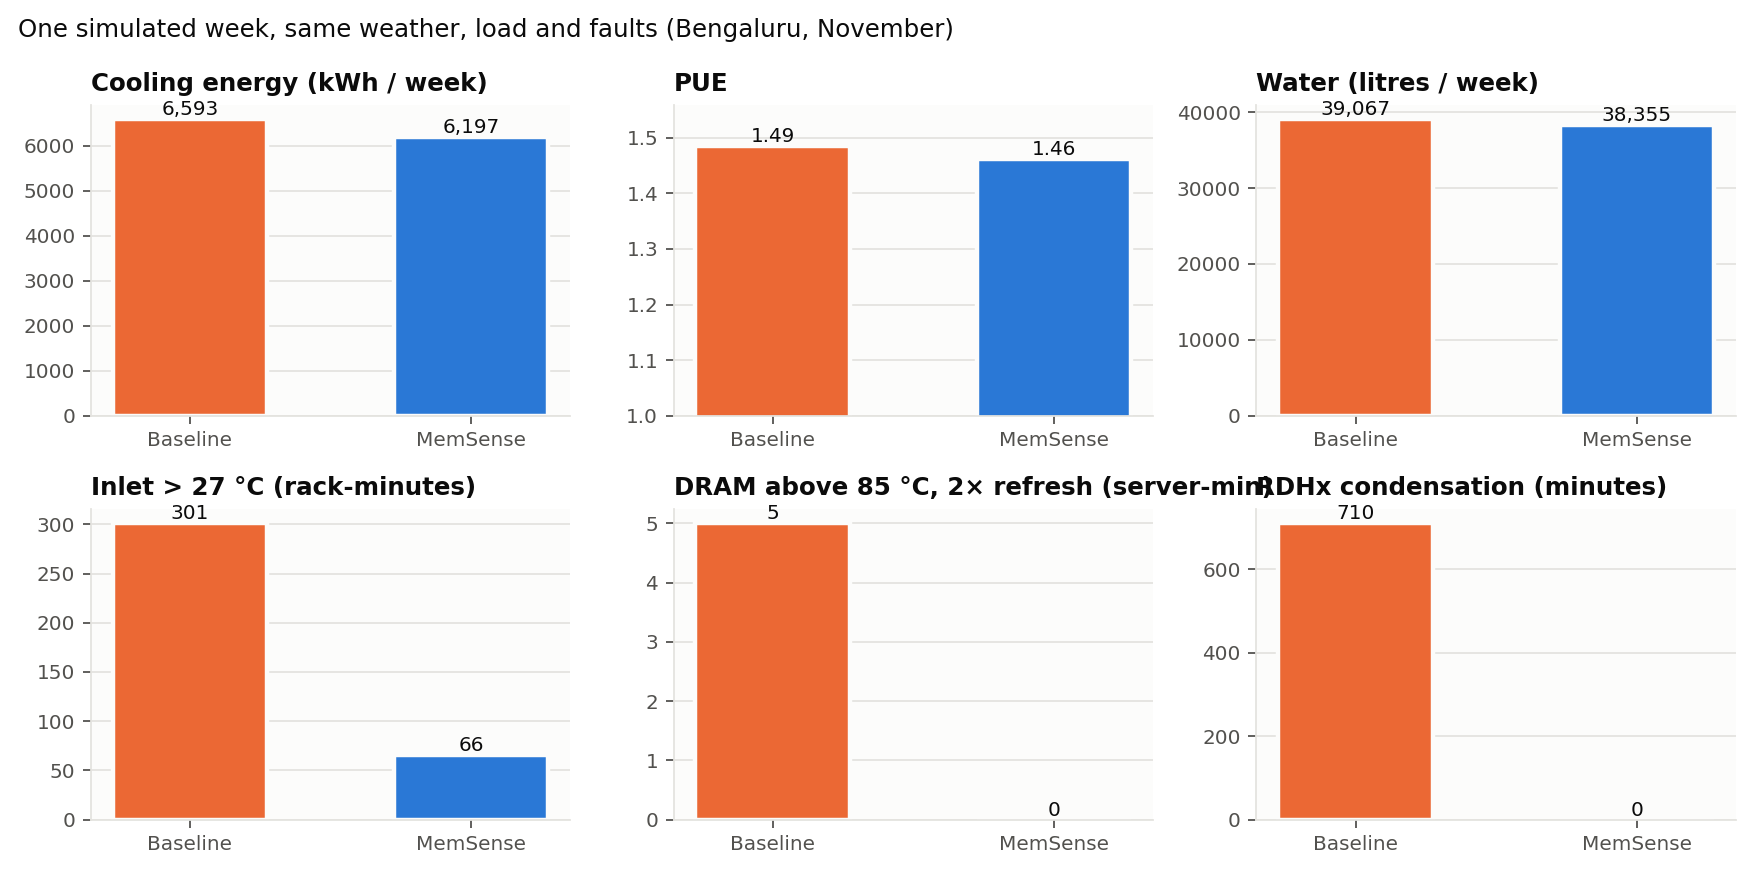 One simulated week, same weather, load and faults (Bengaluru, November)
Cooling energy (kWh / week)
6,593
6,197
6000
5000
4000
3000
2000
1000
0
Baseline
MemSense
PUE
1.49
1.46
1.5
1.4
1.3
1.2
1.1
1.0
Baseline
MemSense
Water (litres / week)
39,067
38,355
40000
30000
20000
10000
0
Baseline
MemSense
Inlet > 27 °C (rack-minutes)
301
66
300
250
200
150
100
50
0
Baseline
MemSense
DRAM above 85 °C, 2× refresh (server-min)
5
0
5
4
3
2
1
0
Baseline
MemSense
RDHx condensation (minutes)
710
0
600
400
200
0
Baseline
MemSense